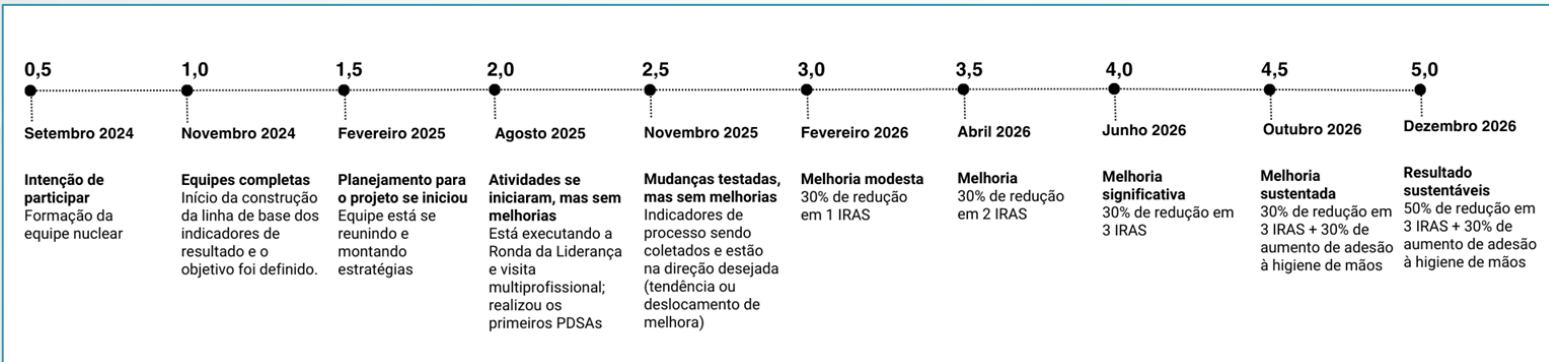 0,5
Setembro 2024
Intenção de
participar
Formação da
equipe nuclear
1,0
Novembro 2024
Equipes completas
Início da construção
da linha de base dos
indicadores de
resultado e o
objetivo foi definido.
1,5
Fevereiro 2025
Planejamento para
o projeto se iniciou
Equipe está se
reunindo e
montando
estratégias
2,0
Agosto 2025
Atividades se
iniciaram, mas sem
melhorias
Está executando a
Ronda da Liderança
e visita
multiprofissional;
realizou os
primeiros PDSAs
2,5
Novembro 2025
Mudanças testadas,
mas sem melhorias
Indicadores de
processo sendo
coletados e estão
na direção desejada
(tendência ou
deslocamento de
melhora)
3,0
Fevereiro 2026
Melhoria modesta
30% de redução
em 1 IRAS
3,5
Abril 2026
Melhoria
30% de redução
em 2 IRAS
4,0
Junho 2026
Melhoria
significativa
30% de redução em
3 IRAS
4,5
Outubro 2026
Melhoria
sustentada
30% de redução em
3 IRAS + 30% de
aumento de adesão
à higiene de mãos
5,0
Dezembro 2026
Resultado
sustentáveis
50% de redução em
3 IRAS + 30% de
aumento de adesão
à higiene de mãos